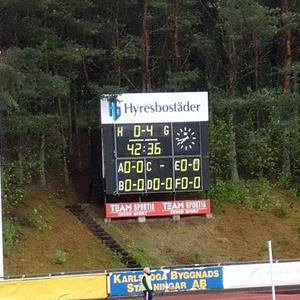 Hyresbostäder
H 0-4 G
42:36
A0-0 C - E0-0
B0-0 D0-0 F0-0
TEAM SPORTIA TEAM SPORTIA
KARLSKOGA BYGGNADS
STÄLLNINGAR AB